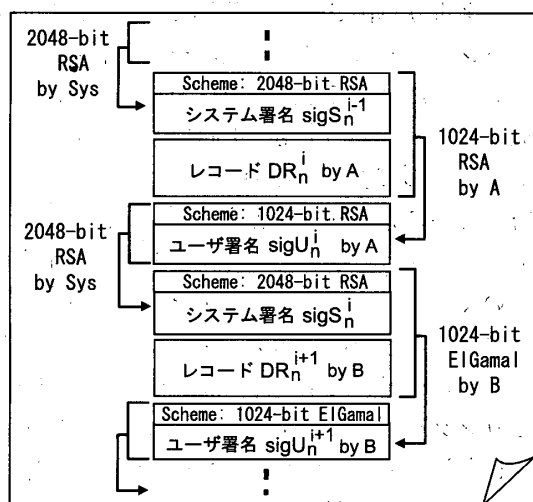 2048-bit
RSA
by Sys
Scheme: 2048-bit RSA
システム署名 sigS_n^{i-1}
レコード DR_n^i by A
1024-bit
RSA
by A
Scheme: 1024-bit RSA
ユーザ署名 sigU_n^i by A
2048-bit
RSA
by Sys
Scheme: 2048-bit RSA
システム署名 sigS_n^i
レコード DR_n^{i+1} by B
1024-bit
ElGamal
by B
Scheme: 1024-bit ElGamal
ユーザ署名 sigU_n^{i+1} by B